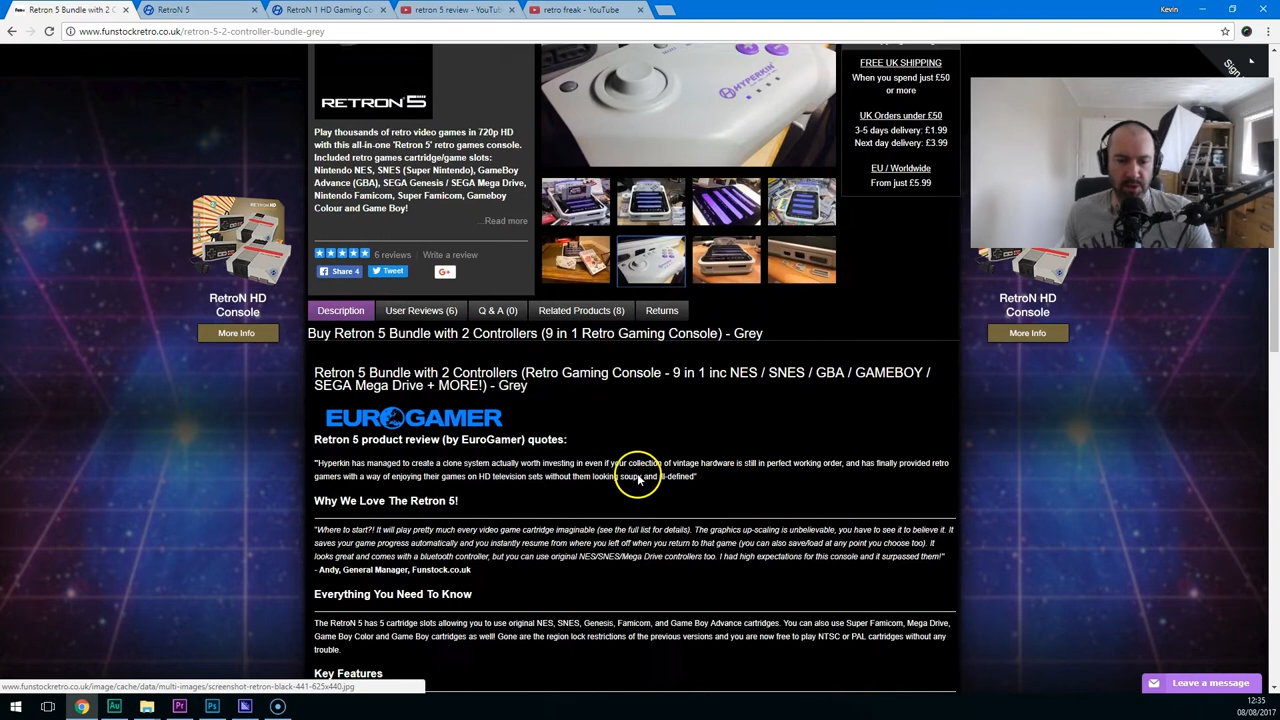 Retron 5 Bundle with 2 C
RetroN 5
RetroN 1 HD Gaming Con
retron 5 review - YouTub
retro freak - YouTube
Kevin
www.funstockretro.co.uk/retron-5-2-controller-bundle-grey
Sign
RETRON 5
HYPERKIN
FREE UK SHIPPING
When you spend just £50
or more
UK Orders under £50
3-5 days delivery: £1.99
Next day delivery: £3.99
EU / Worldwide
From just £5.99
Play thousands of retro video games in 720p HD
with this all-in-one 'Retron 5' retro games console.
Included retro games cartridge/game slots:
Nintendo NES, SNES (Super Nintendo), GameBoy
Advance (GBA), SEGA Genesis / SEGA Mega Drive,
Nintendo Famicom, Super Famicom, Gameboy
Colour and Game Boy!
...Read more
6 reviews
Write a review
Share 4
Tweet
G+
RetroN HD
Console
More Info
RetroN HD
Console
More Info
Description
User Reviews (6)
Q & A (0)
Related Products (8)
Returns
Buy Retron 5 Bundle with 2 Controllers (9 in 1 Retro Gaming Console) - Grey
Retron 5 Bundle with 2 Controllers (Retro Gaming Console - 9 in 1 inc NES / SNES / GBA / GAMEBOY /
SEGA Mega Drive + MORE!) - Grey
EUROGAMER
Retron 5 product review (by EuroGamer) quotes:
"Hyperkin has managed to create a clone system actually worth investing in even if your collection of vintage hardware is still in perfect working order, and has finally provided retro
gamers with a way of enjoying their games on HD television sets without them looking soupy and ill-defined"
Why We Love The Retron 5!
"Where to start?! It will play pretty much every video game cartridge imaginable (see the full list for details). The graphics up-scaling is unbelievable, you have to see it to believe it. It
saves your game progress automatically and you instantly resume from where you left off when you return to that game (you can also save/load at any point you choose too). It
looks great and comes with a bluetooth controller, but you can use original NES/SNES/Mega Drive controllers too. I had high expectations for this console and it surpassed them!"
- Andy, General Manager, Funstock.co.uk
Everything You Need To Know
The RetroN 5 has 5 cartridge slots allowing you to use original NES, SNES, Genesis, Famicom, and Game Boy Advance cartridges. You can also use Super Famicom, Mega Drive,
Game Boy Color and Game Boy cartridges as well! Gone are the region lock restrictions of the previous versions and you are now free to play NTSC or PAL cartridges without any
trouble.
Key Features
www.funstockretro.co.uk/image/cache/data/multi-images/screenshot-retron-black-441-625x440.jpg
Leave a message
Au
Pr
Ps
12:35
08/08/2017